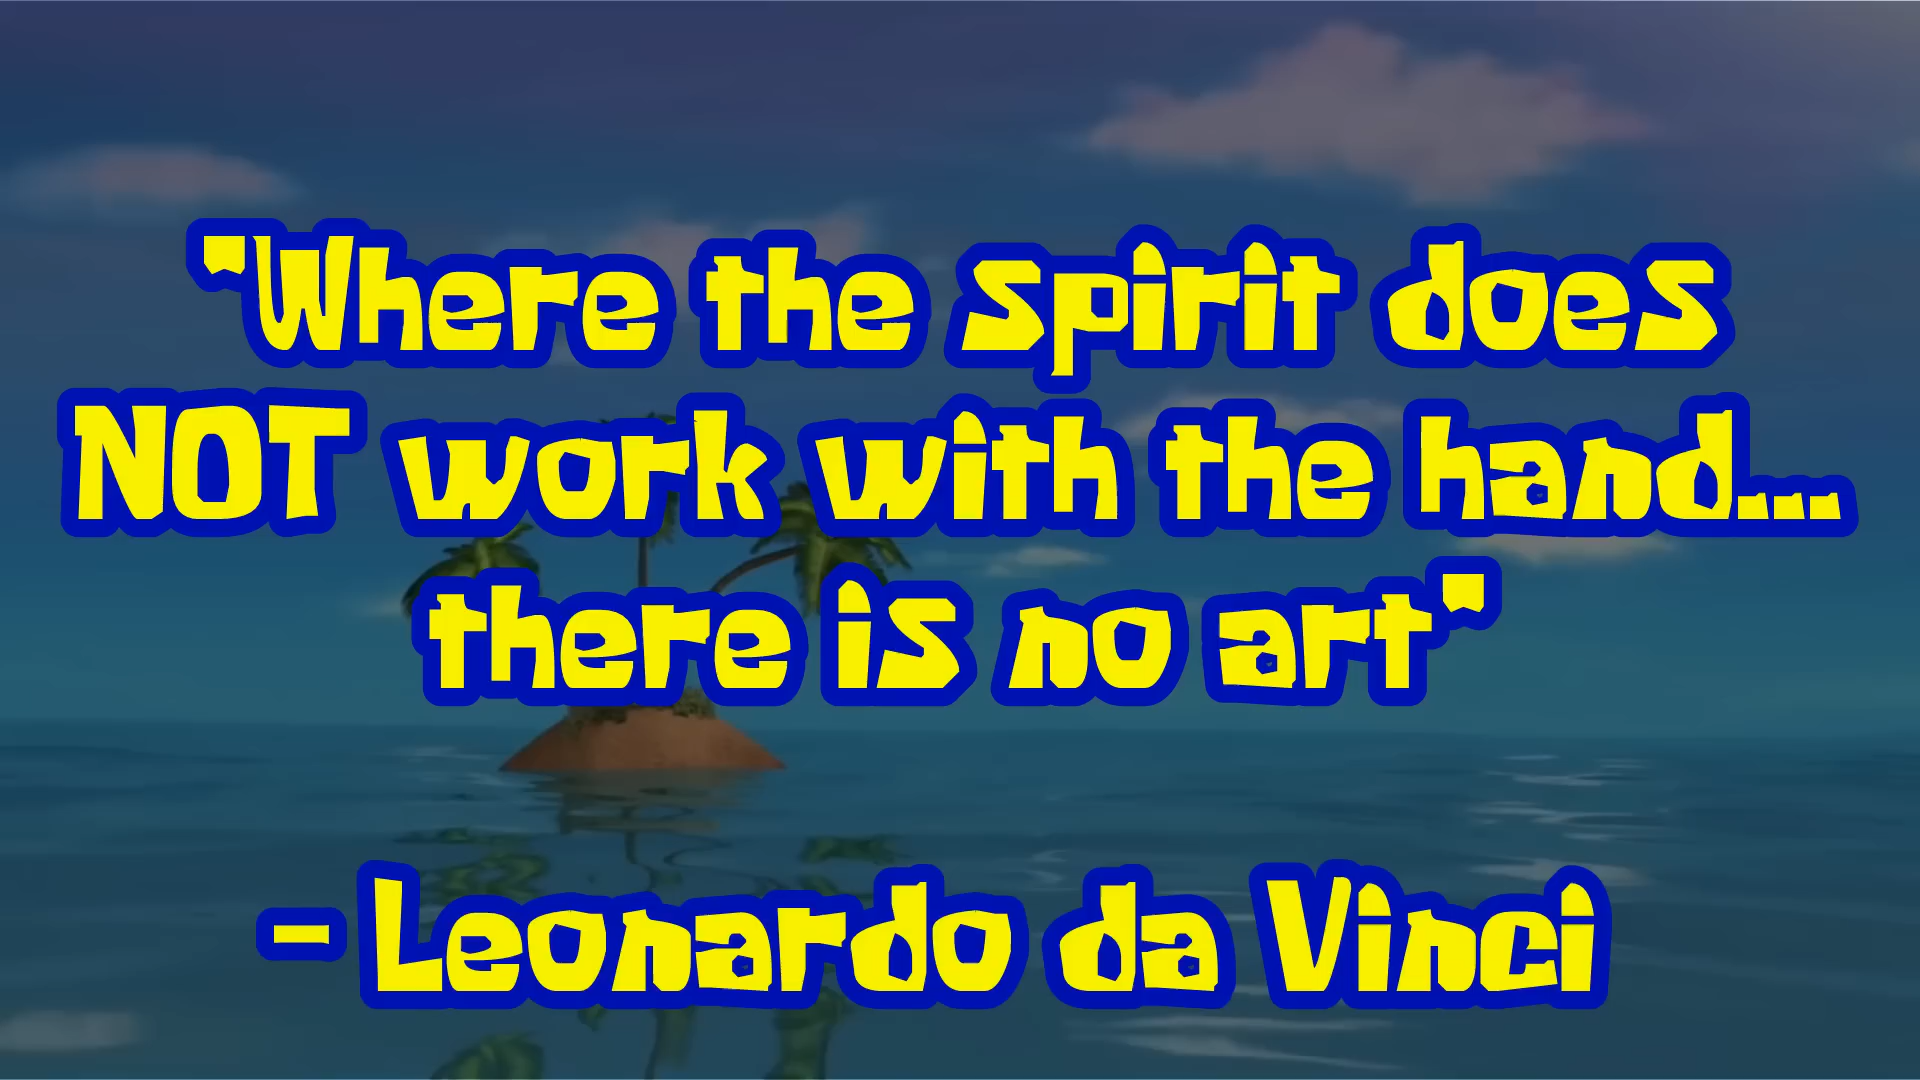 "Where the spirit does
NOT work with the hand...
there is no art"
- Leonardo da Vinci